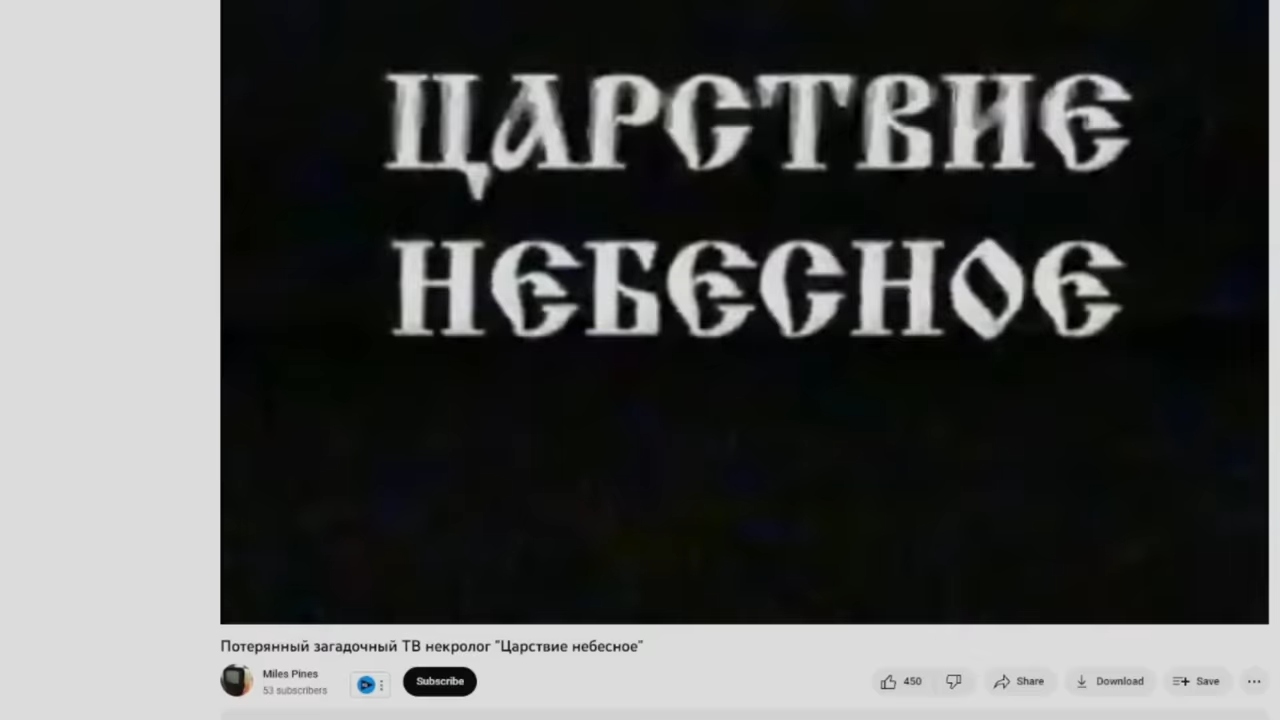 ЦАРСТВИЕ
НЕБЕСНОЕ
Потерянный загадочный ТВ некролог "Царствие небесное"
Miles Pines
53 subscribers
Subscribe
450
Share
Download
Save